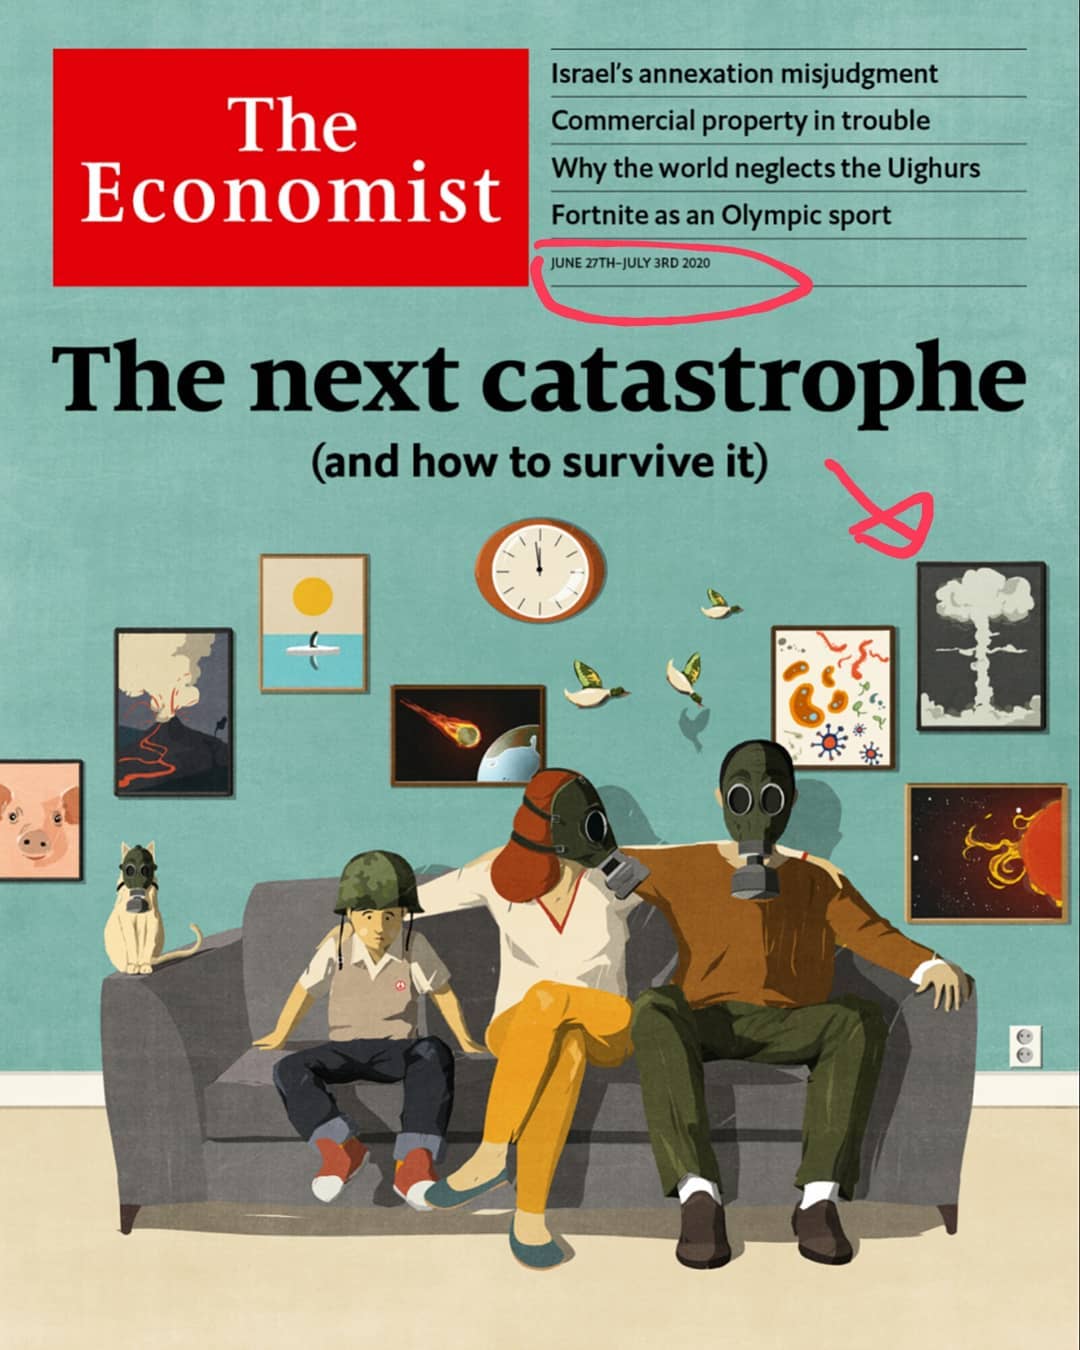 The
Economist
Israel's annexation misjudgment
Commercial property in trouble
Why the world neglects the Uighurs
Fortnite as an Olympic sport
JUNE 27TH–JULY 3RD 2020
The next catastrophe
(and how to survive it)